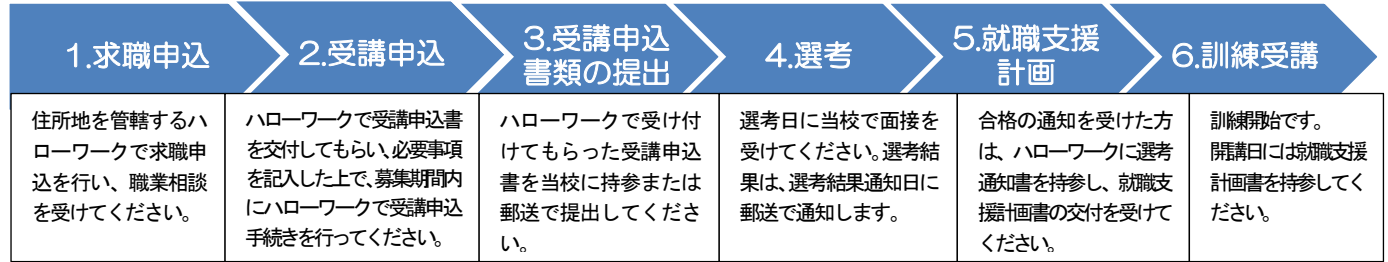 1.求職申込
2.受講申込
3.受講申込
書類の提出
4.選考
5.就職支援
計画
6.訓練受講
住所地を管轄するハ
ローワークで求職申
込を行い、職業相談
を受けてください。
ハローワークで受講申込書
を交付してもらい、必要事項
を記入した上で、募集期間内
にハローワークで受講申込
手続きを行ってください。
ハローワークで受け付
けてもらった受講申込
書を当校に持参または
郵送で提出してくださ
い。
選考日に当校で面接を
受けてください。選考結
果は、選考結果通知日に
郵送で通知します。
合格の通知を受けた方
は、ハローワークに選考
通知書を持参し、就職支
援計画書の交付を受けて
ください。
訓練開始です。
開講日には就職支援
計画書を持参してく
ださい。